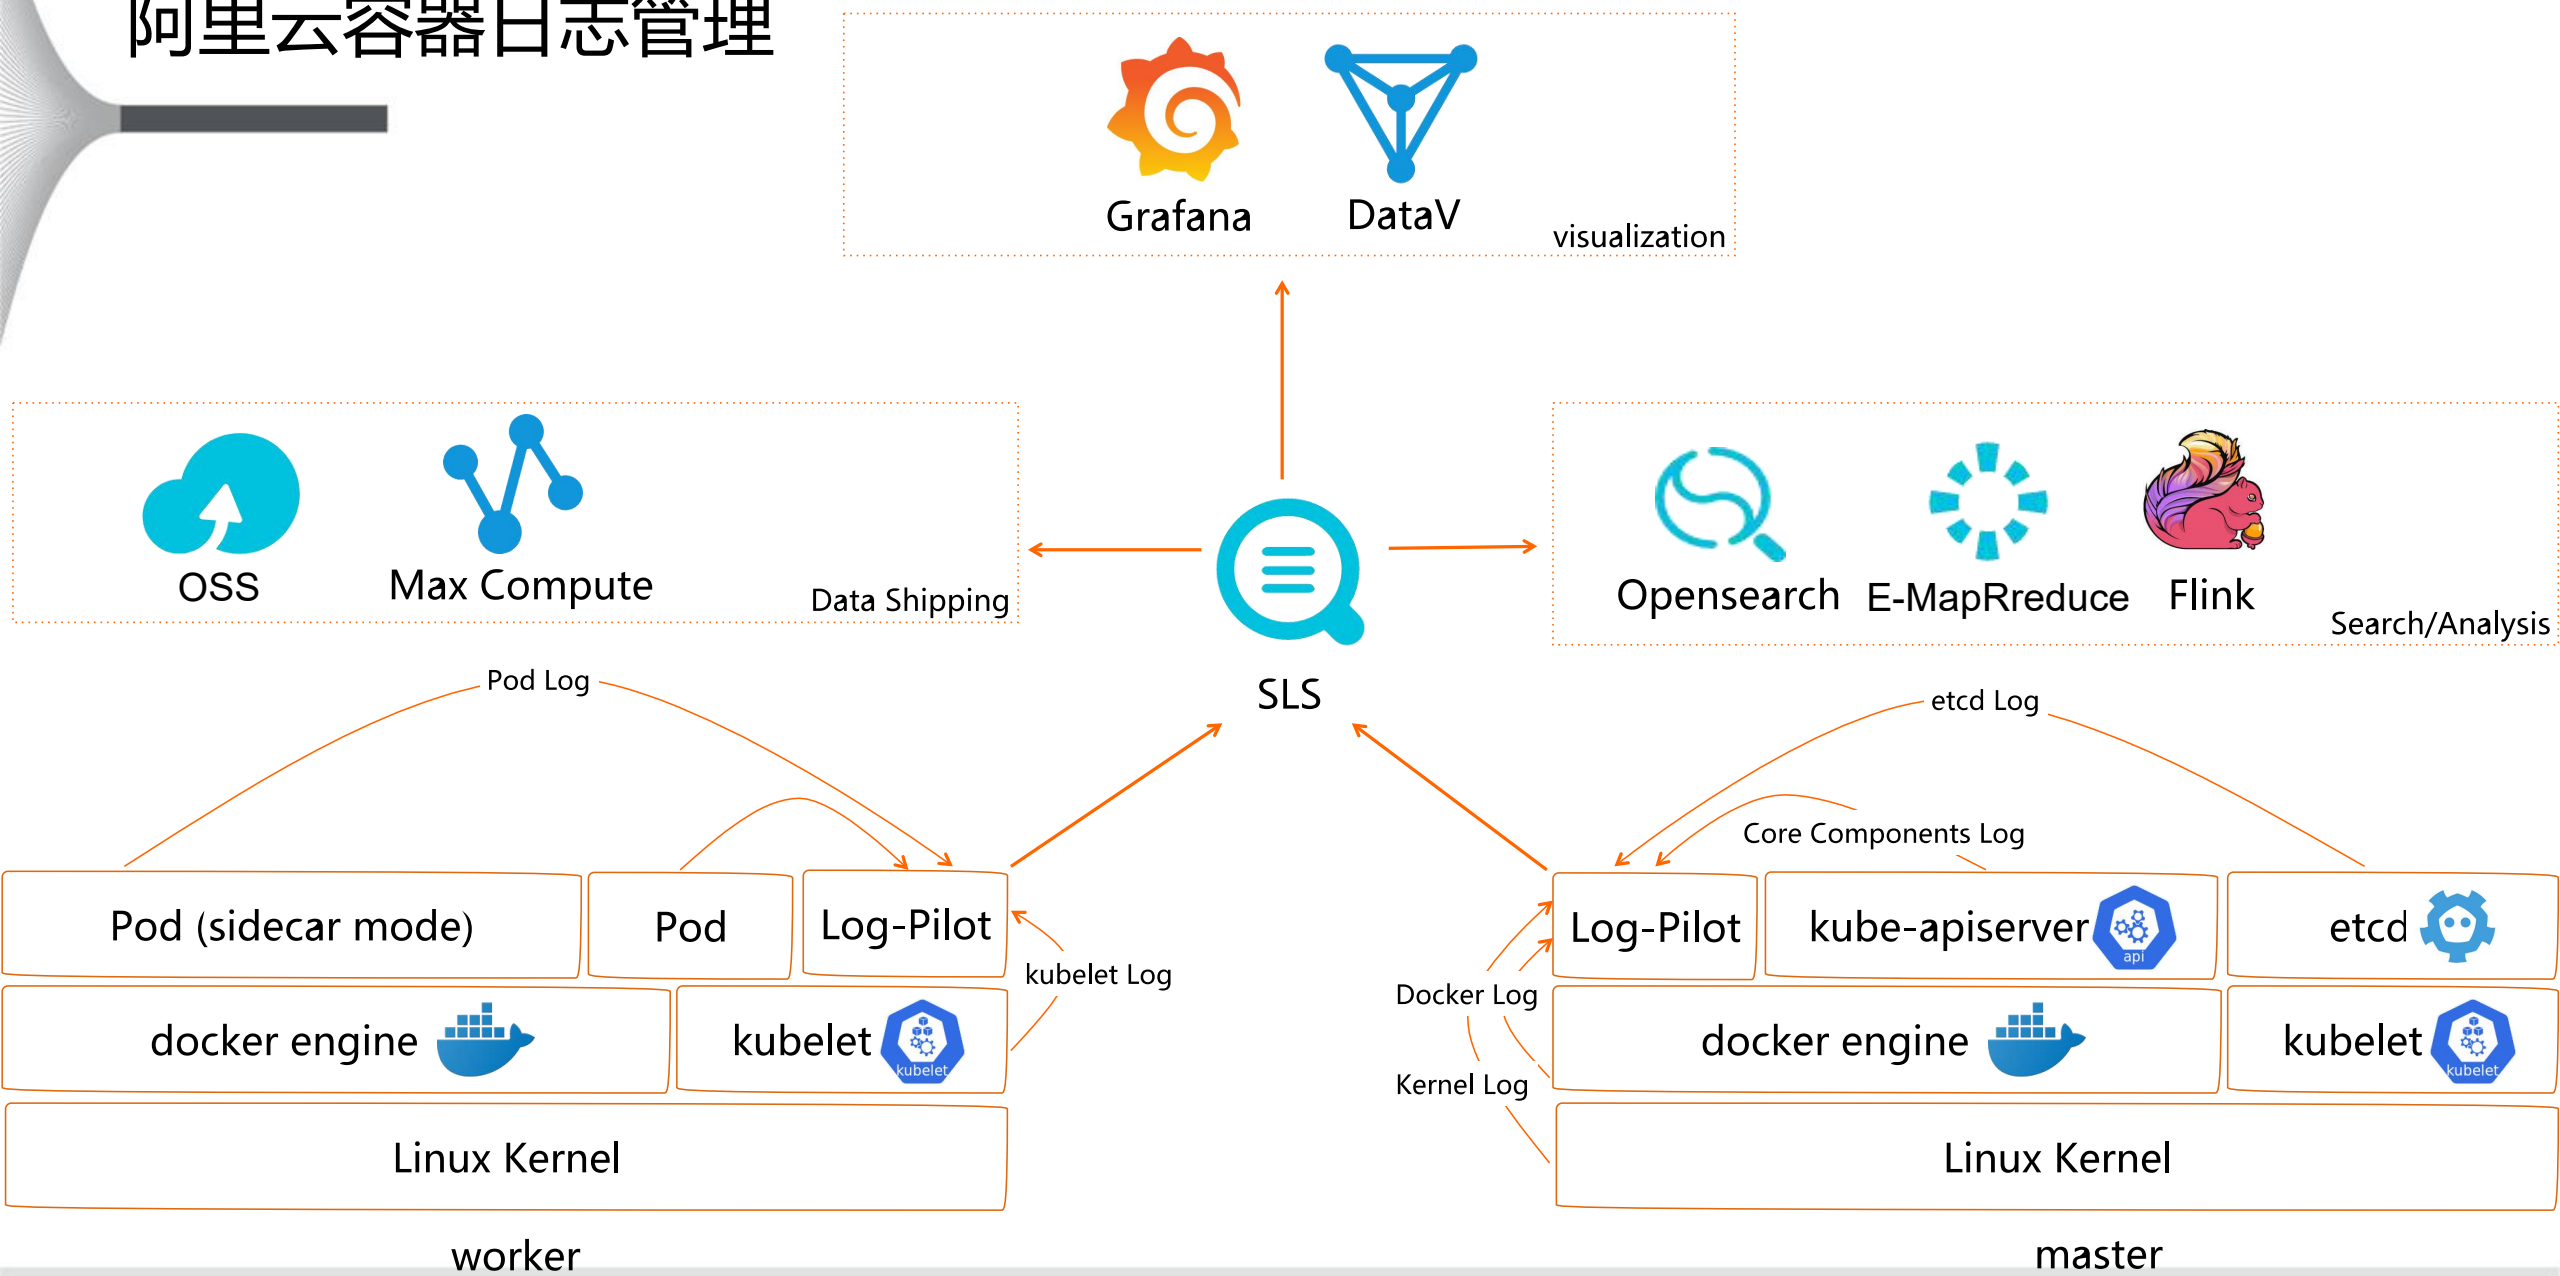 阿里云容器日志管理
Grafana
DataV
visualization
OSS
Max Compute
Data Shipping
Opensearch
E-MapRreduce
Flink
Search/Analysis
SLS
Pod Log
etcd Log
Core Components Log
Pod (sidecar mode)
Pod
Log-Pilot
kubelet Log
docker engine
kubelet
kubelet
Linux Kernel
worker
Log-Pilot
kube-apiserver
api
etcd
Docker Log
Kernel Log
docker engine
kubelet
kubelet
Linux Kernel
master